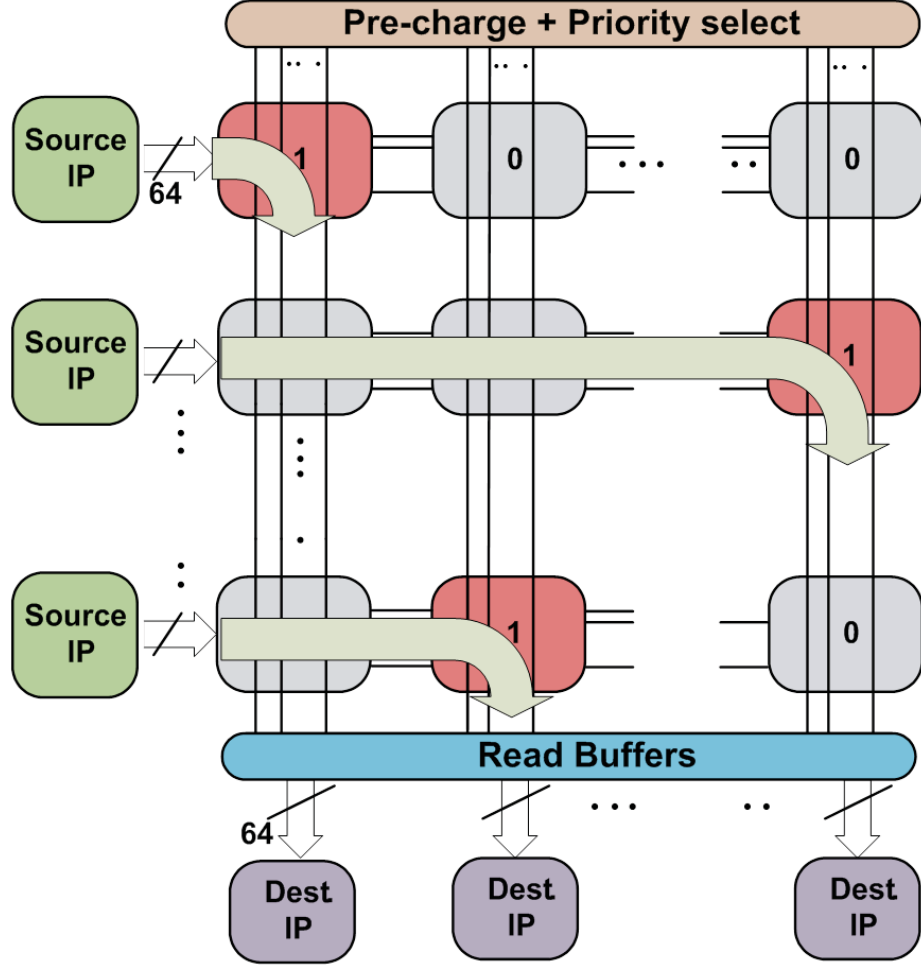 Pre-charge + Priority select
Source
IP
64
1
0
0
Source
IP
1
Source
IP
1
0
Read Buffers
64
Dest.
IP
Dest.
IP
Dest.
IP